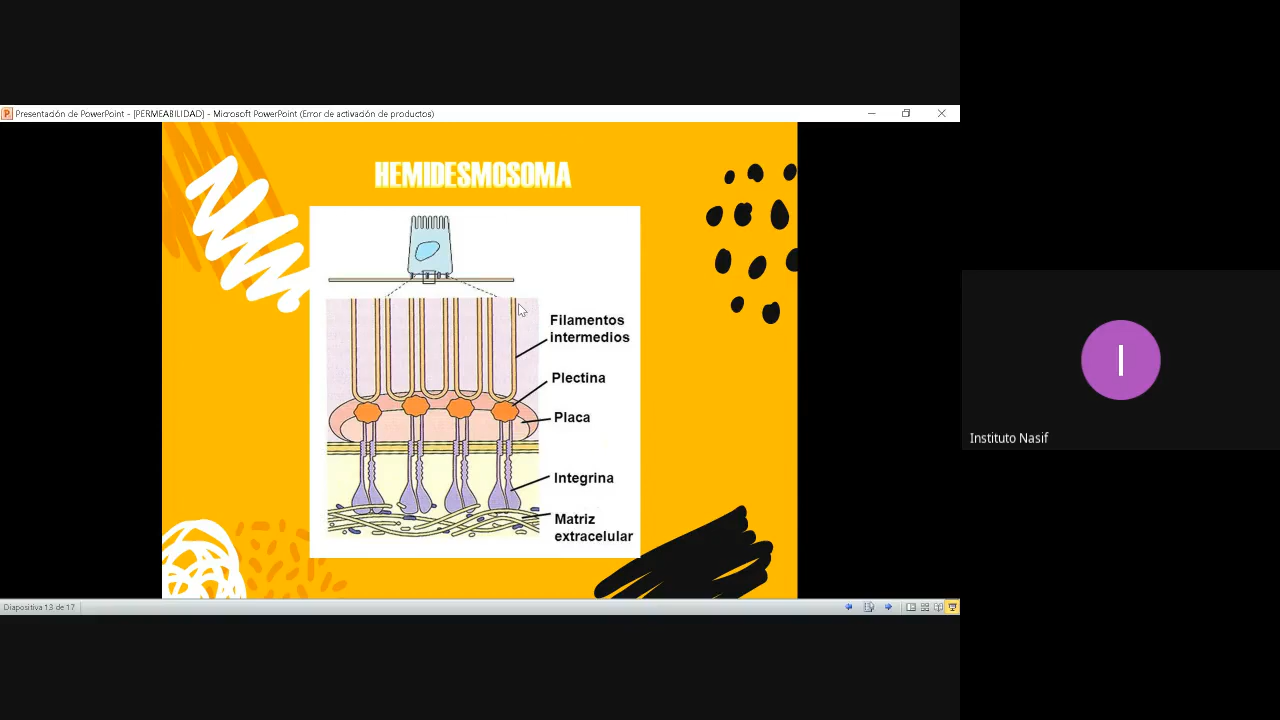 Presentación de PowerPoint - [PERMEABILIDAD] - Microsoft PowerPoint (Error de activación de productos)
HEMIDESMOSOMA
Filamentos
intermedios
Plectina
Placa
Integrina
Matriz
extracelular
I
Instituto Nasif
Diapositiva 13 de 17